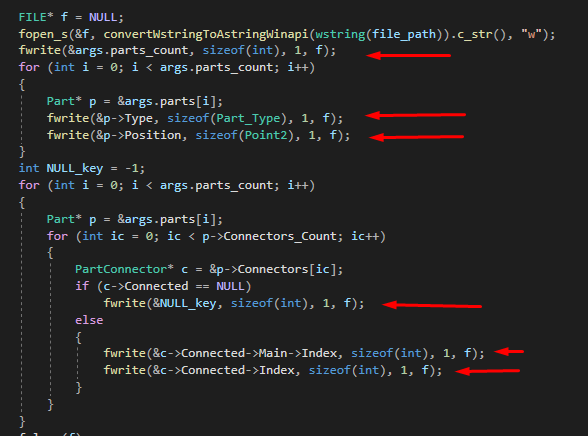 FILE* f = NULL;
fopen_s(&f, convertWstringToAstringWinapi(wstring(file_path)).c_str(), "w");
fwrite(&args.parts_count, sizeof(int), 1, f);
for (int i = 0; i < args.parts_count; i++)
{
Part* p = &args.parts[i];
fwrite(&p->Type, sizeof(Part_Type), 1, f);
fwrite(&p->Position, sizeof(Point2), 1, f);
}
int NULL_key = -1;
for (int i = 0; i < args.parts_count; i++)
{
Part* p = &args.parts[i];
for (int ic = 0; ic < p->Connectors_Count; ic++)
{
PartConnector* c = &p->Connectors[ic];
if (c->Connected == NULL)
fwrite(&NULL_key, sizeof(int), 1, f);
else
{
fwrite(&c->Connected->Main->Index, sizeof(int), 1, f);
fwrite(&c->Connected->Index, sizeof(int), 1, f);
}
}
}